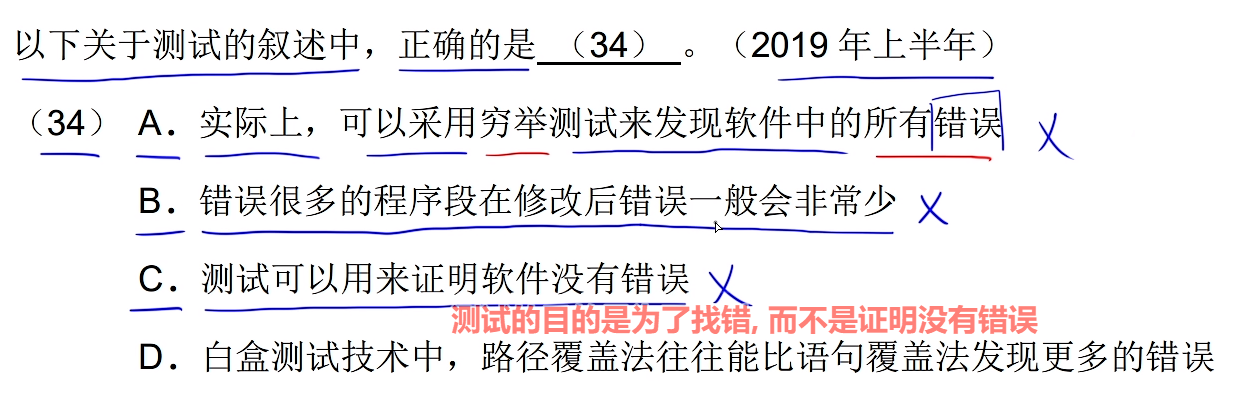 以下关于测试的叙述中，正确的是 （34） 。（2019 年上半年）
（34） A．实际上，可以采用穷举测试来发现软件中的所有错误 X
B．错误很多的程序段在修改后错误一般会非常少 X
C．测试可以用来证明软件没有错误 X
测试的目的是为了找错, 而不是证明没有错误
D．白盒测试技术中，路径覆盖法往往能比语句覆盖法发现更多的错误